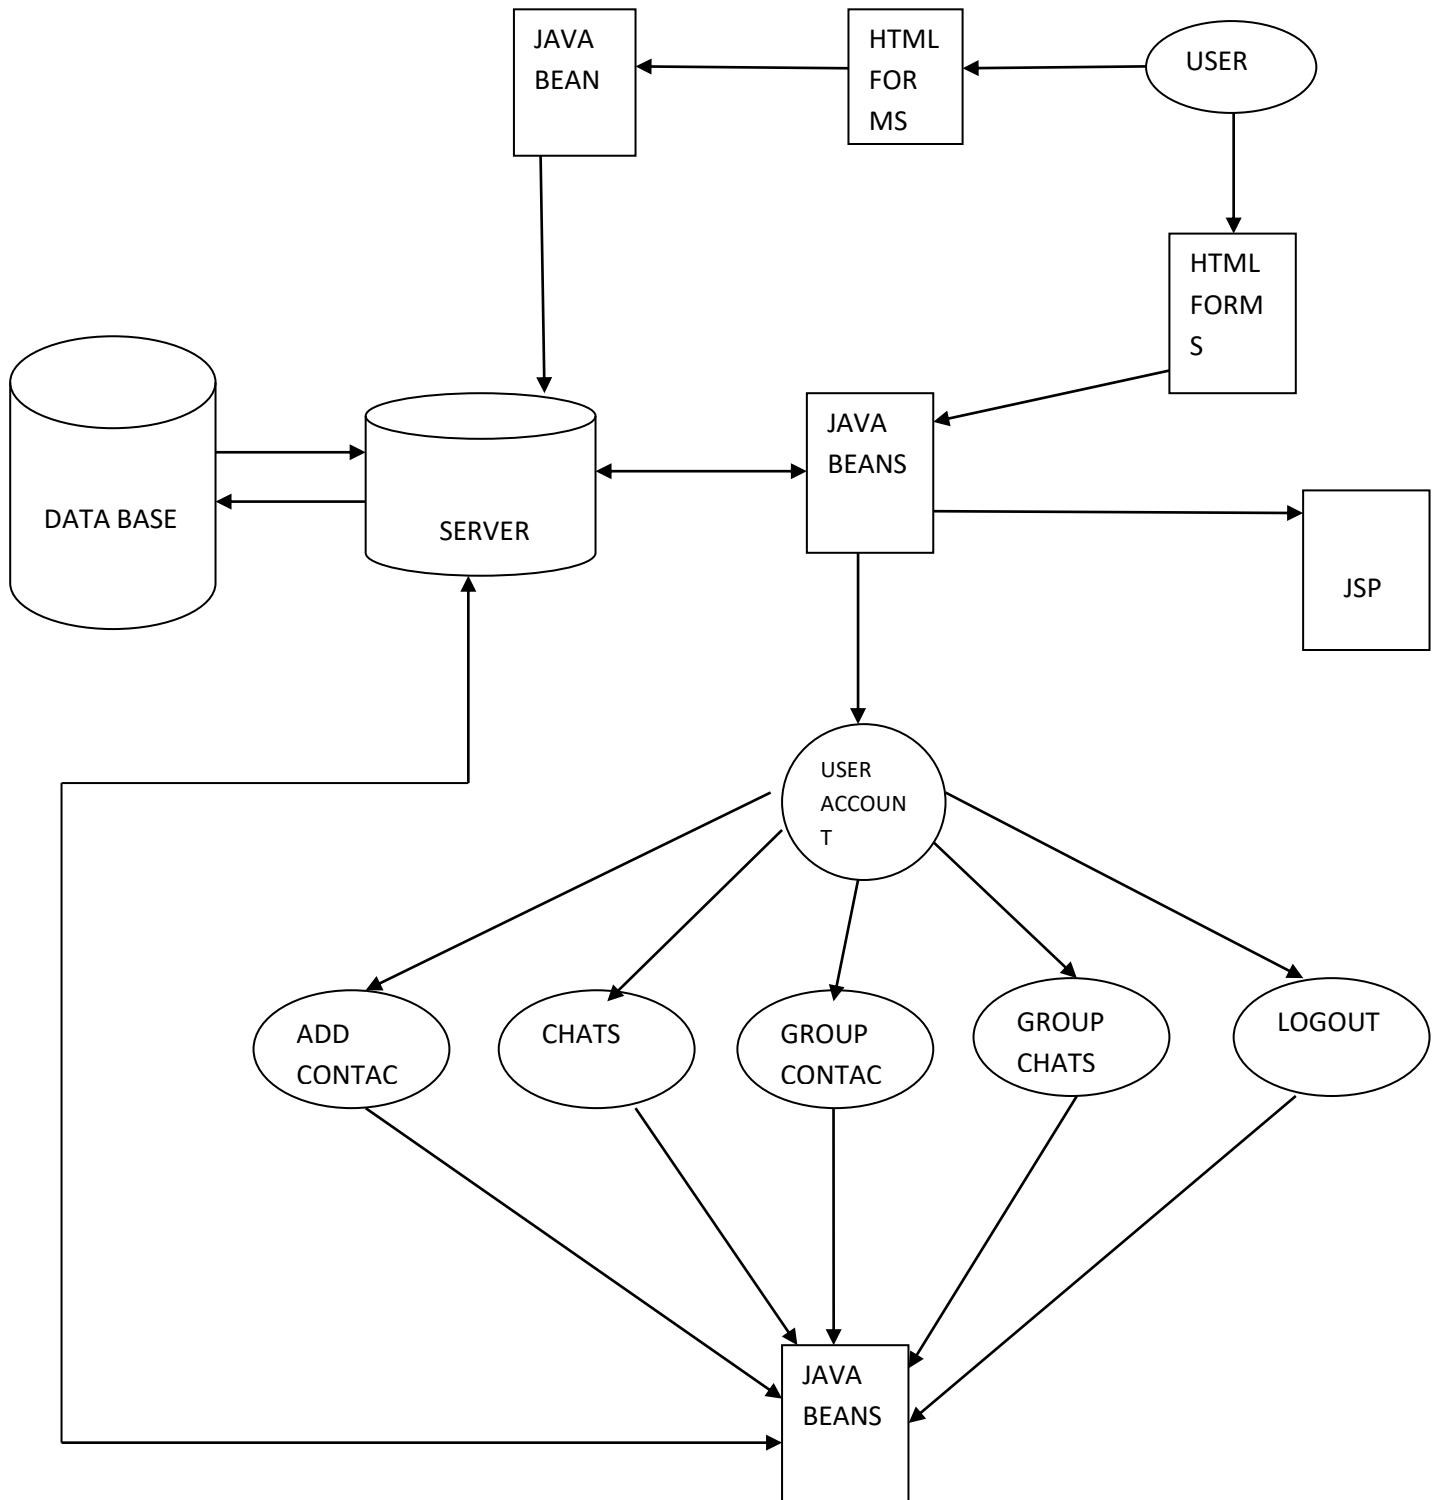 JAVA
BEAN
HTML
FOR
MS
USER
HTML
FORM
S
JAVA
BEANS
DATA BASE
SERVER
JSP
USER
ACCOUN
T
ADD
CONTAC
CHATS
GROUP
CONTAC
GROUP
CHATS
LOGOUT
JAVA
BEANS